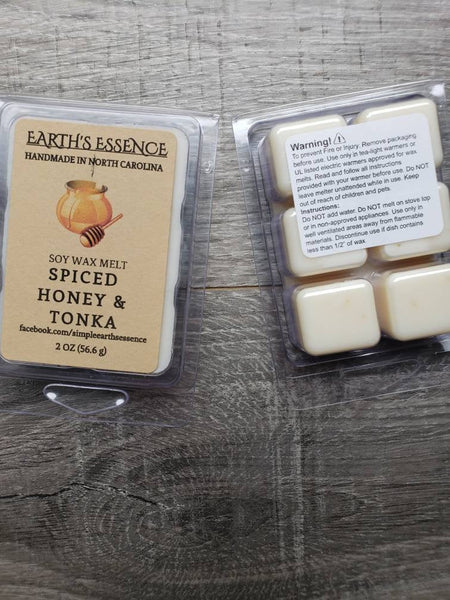 EARTH'S ESSENCE
HANDMADE IN NORTH CAROLINA
SOY WAX MELT
SPICED
HONEY &
TONKA
facebook.com/simpleearthsessence
2 OZ (56.6 g)
Warning!
To prevent Fire or Injury. Remove packaging
before use. Use only in tea-light warmers or
UL listed electric warmers approved for wax
melts. Read and follow all instructions
provided with your warmer before use. Do NOT
leave melter unattended while in use. Keep
out of reach of children and pets.
Instructions:
Do NOT add water. Do NOT melt on stove top
or in non-approved appliances. Use only in
well ventilated areas away from flammable
materials. Discontinue use if dish contains
less than 1/2" of wax.